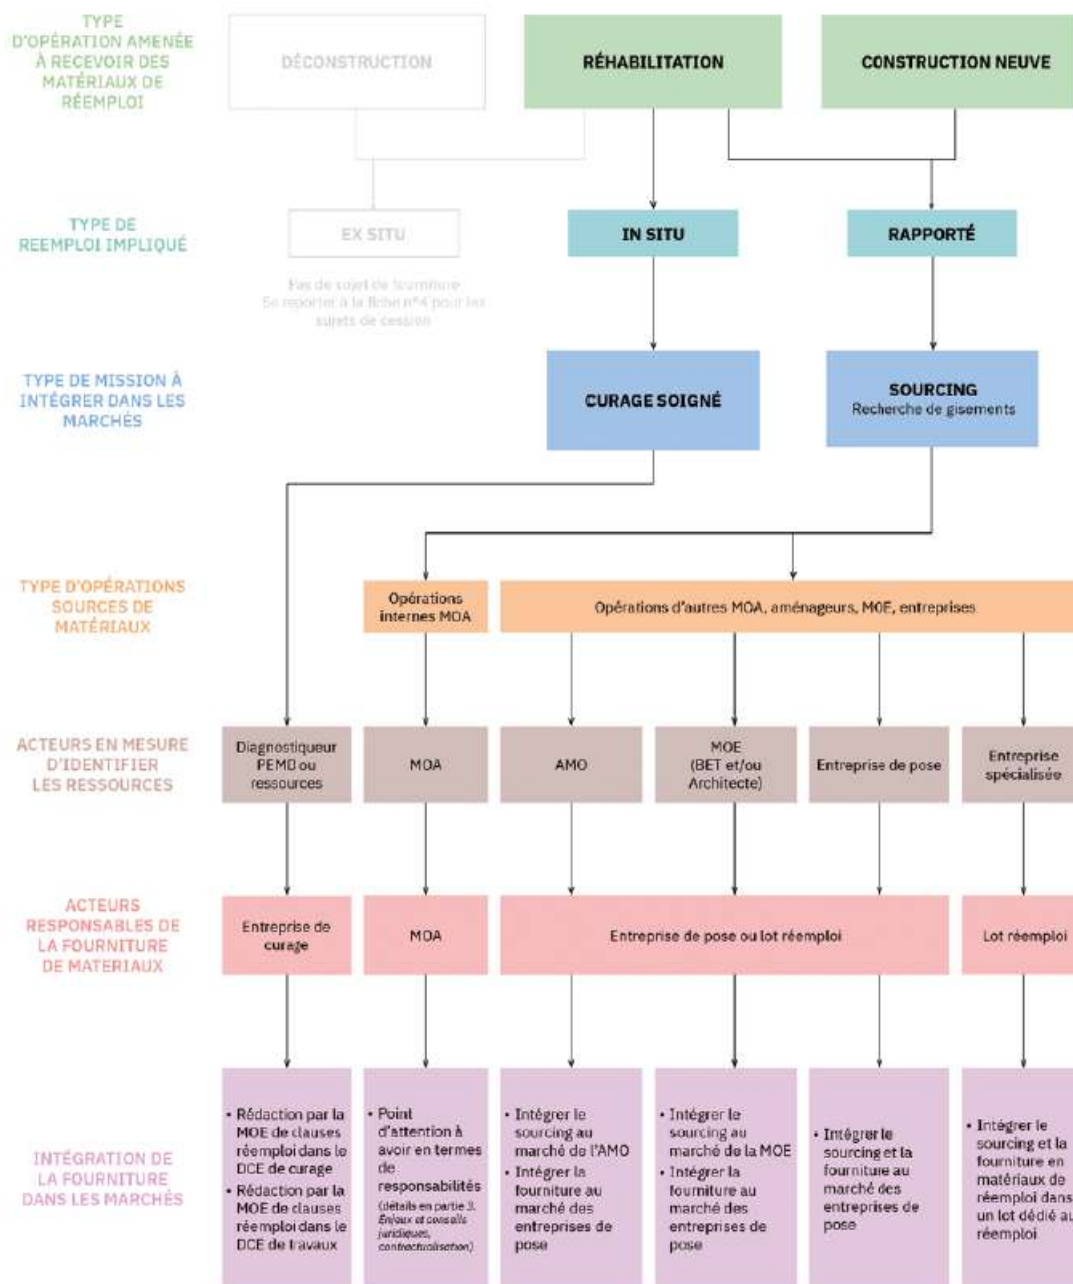 TYPE
D'OPÉRATION AMENÉE
À RECEVOIR DES
MATÉRIAUX DE
RÉEMPLOI
DÉCONSTRUCTION
RÉHABILITATION
CONSTRUCTION NEUVE
TYPE DE
REEMPLOI IMPLIQUÉ
EX SITU
IN SITU
RAPPORTÉ
Pas de sujet de fourniture
Se reporter à la fiche n°4 pour les
sujets de cession
TYPE DE MISSION À
INTÉGRER DANS LES
MARCHÉS
CURAGE SOIGNÉ
SOURCING
Recherche de gisements
TYPE D'OPÉRATIONS
SOURCES DE
MATÉRIAUX
Opérations
internes MOA
Opérations d'autres MOA, aménageurs, MOE, entreprises
ACTEURS EN MESURE
D'IDENTIFIER
LES RESSOURCES
Diagnostiqueur
PEMD ou
ressources
MOA
AMO
MOE
(BET et/ou
Architecte)
Entreprise de pose
Entreprise
spécialisée
ACTEURS
RESPONSABLES DE
LA FOURNITURE
DE MATERIAUX
Entreprise de
curage
MOA
Entreprise de pose ou lot réemploi
Lot réemploi
INTÉGRATION DE
LA FOURNITURE
DANS LES MARCHÉS
• Rédaction par la
MOE de clauses
réemploi dans le
DCE de curage
• Rédaction par la
MOE de clauses
réemploi dans le
DCE de travaux
• Point
d'attention à
avoir en termes
de
responsabilités
(détails en partie 3.
Enjeux et conseils
juridiques,
contractualisation)
• Intégrer le
sourcing au
marché de l'AMO
• Intégrer la
fourniture au
marché des
entreprises de
pose
• Intégrer le
sourcing au
marché de la MOE
• Intégrer la
fourniture au
marché des
entreprises de
pose
• Intégrer le
sourcing et la
fourniture au
marché des
entreprises de
pose
• Intégrer le
sourcing et la
fourniture en
matériaux de
réemploi dans
un lot dédié au
réemploi